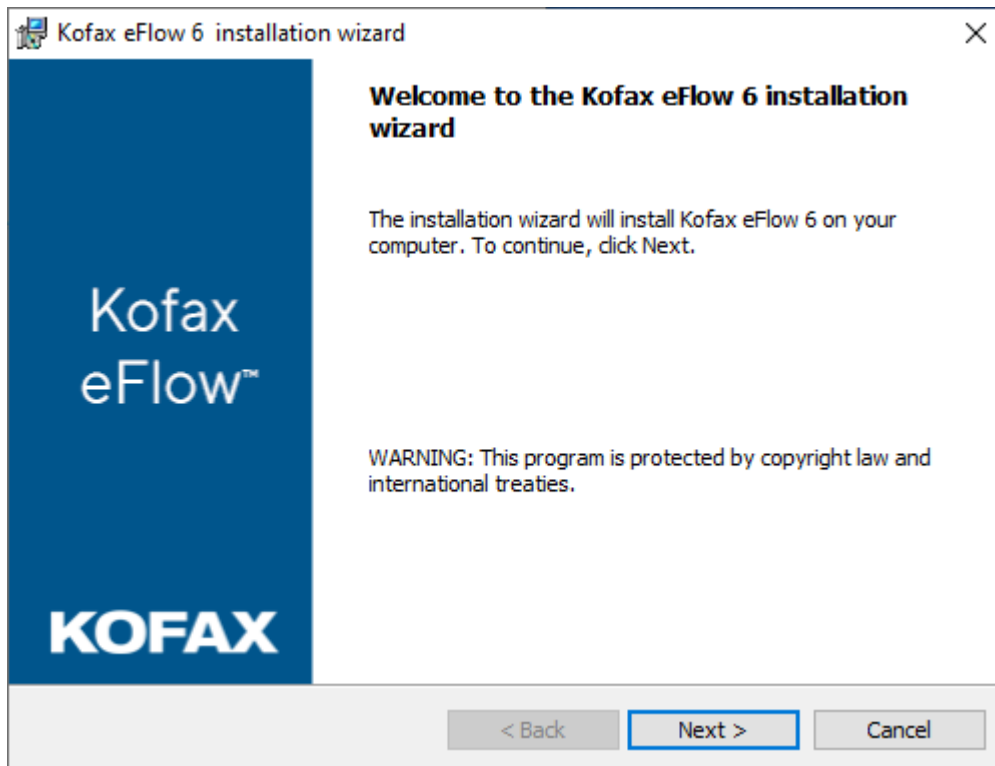 Kofax eFlow 6  installation wizard
Welcome to the Kofax eFlow 6 installation
wizard
The installation wizard will install Kofax eFlow 6 on your
computer. To continue, click Next.
Kofax
eFlow™
WARNING: This program is protected by copyright law and
international treaties.
KOFAX
< Back
Next >
Cancel